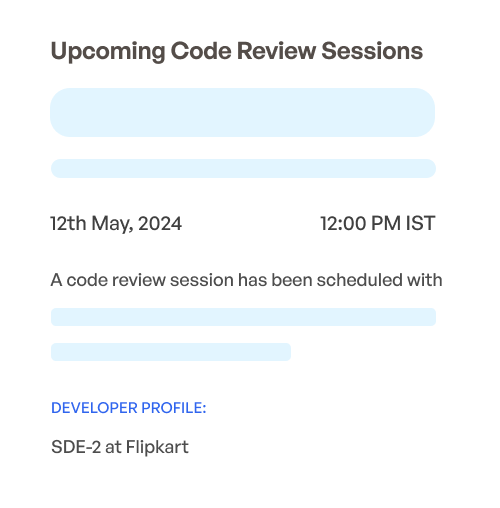 Upcoming Code Review Sessions
12th May, 2024 12:00 PM IST
A code review session has been scheduled with
DEVELOPER PROFILE:
SDE-2 at Flipkart